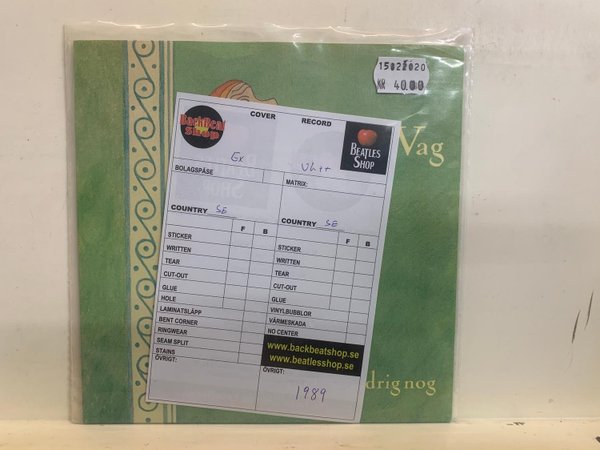 15022020
KR 40.00
Vag
BackBeat Shop
COVER RECORD
BEATLES SHOP
Ex Vh++
BOLAGSPÅSE MATRIX:
COUNTRY SE COUNTRY SE
F B F B
STICKER STICKER
WRITTEN WRITTEN
TEAR TEAR
CUT-OUT CUT-OUT
GLUE GLUE
HOLE VINYLBUBBLOR
LAMINATSLÄPP VÄRMESKADA
BENT CORNER NO CENTER
RINGWEAR
SEAM SPLIT
STAINS
www.backbeatshop.se
www.beatlesshop.se
ÖVRIGT: ÖVRIGT:
1989
drig nog